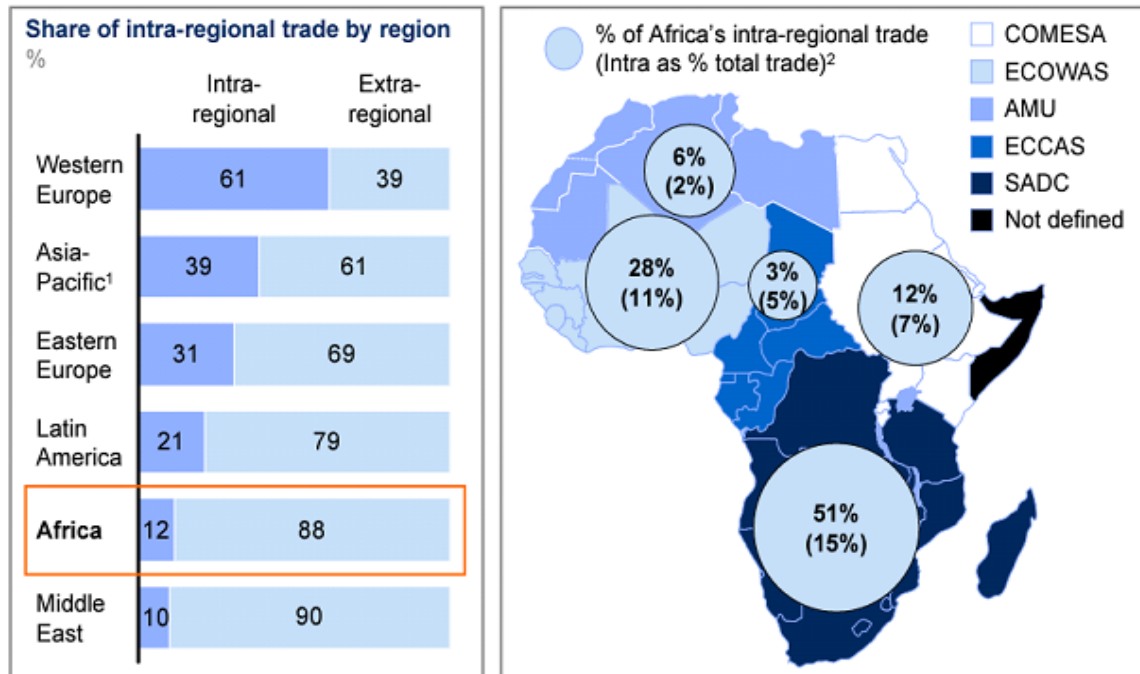 Share of intra-regional trade by region
%
Intra-
regional
Extra-
regional
Western
Europe
61
39
Asia-
Pacific¹
39
61
Eastern
Europe
31
69
Latin
America
21
79
Africa
12
88
Middle
East
10
90
% of Africa's intra-regional trade
(Intra as % total trade)²
COMESA
ECOWAS
AMU
ECCAS
SADC
Not defined
6%
(2%)
28%
(11%)
3%
(5%)
12%
(7%)
51%
(15%)